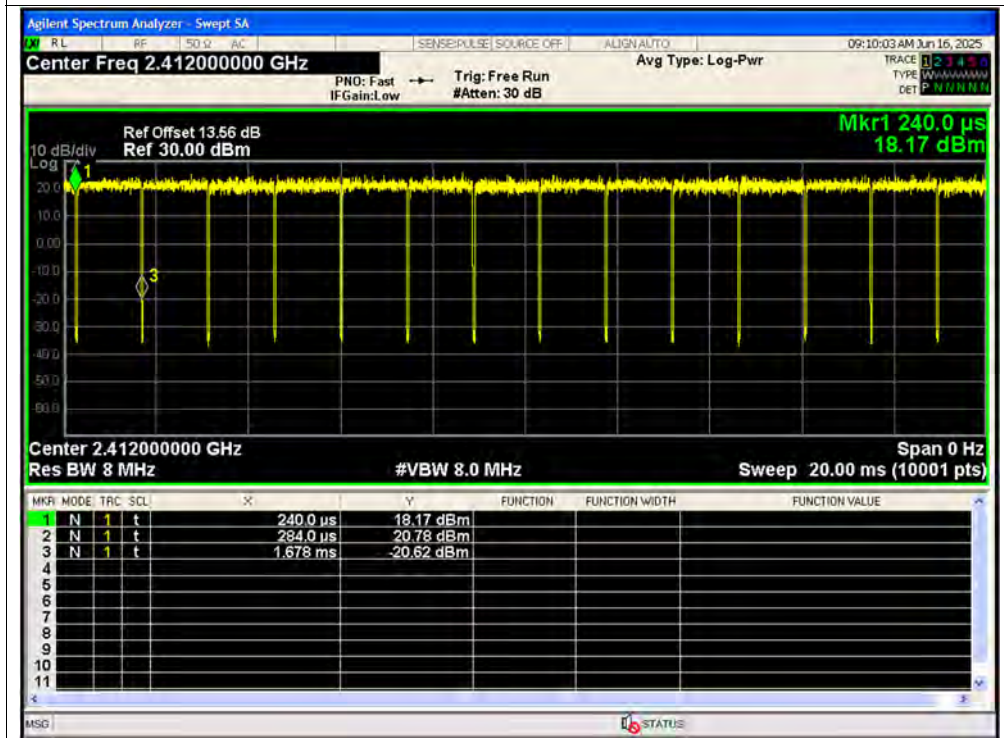 Agilent Spectrum Analyzer - Swept SA
RL RF 50 Ω AC SENSE:PULSE SOURCE OFF ALIGN AUTO 09:10:03 AM Jun 16, 2025
Center Freq 2.412000000 GHz
PNO: Fast
IFGain:Low
Trig: Free Run
#Atten: 30 dB
Avg Type: Log-Pwr
TRACE 1 2 3 4 5 6
TYPE
DET P N N N N N
Mkr1 240.0 µs
18.17 dBm
Ref Offset 13.56 dB
10 dB/div Ref 30.00 dBm
Log
1
20.0
10.0
0.00
-10.0
3
-20.0
-30.0
-40.0
-50.0
-60.0
Center 2.412000000 GHz Span 0 Hz
Res BW 8 MHz #VBW 8.0 MHz Sweep 20.00 ms (10001 pts)
MKR MODE TRC SCL X Y FUNCTION FUNCTION WIDTH FUNCTION VALUE
1 N 1 t 240.0 µs 18.17 dBm
2 N 1 t 284.0 µs 20.78 dBm
3 N 1 t 1.678 ms -20.62 dBm
4
5
6
7
8
9
10
11
MSG STATUS